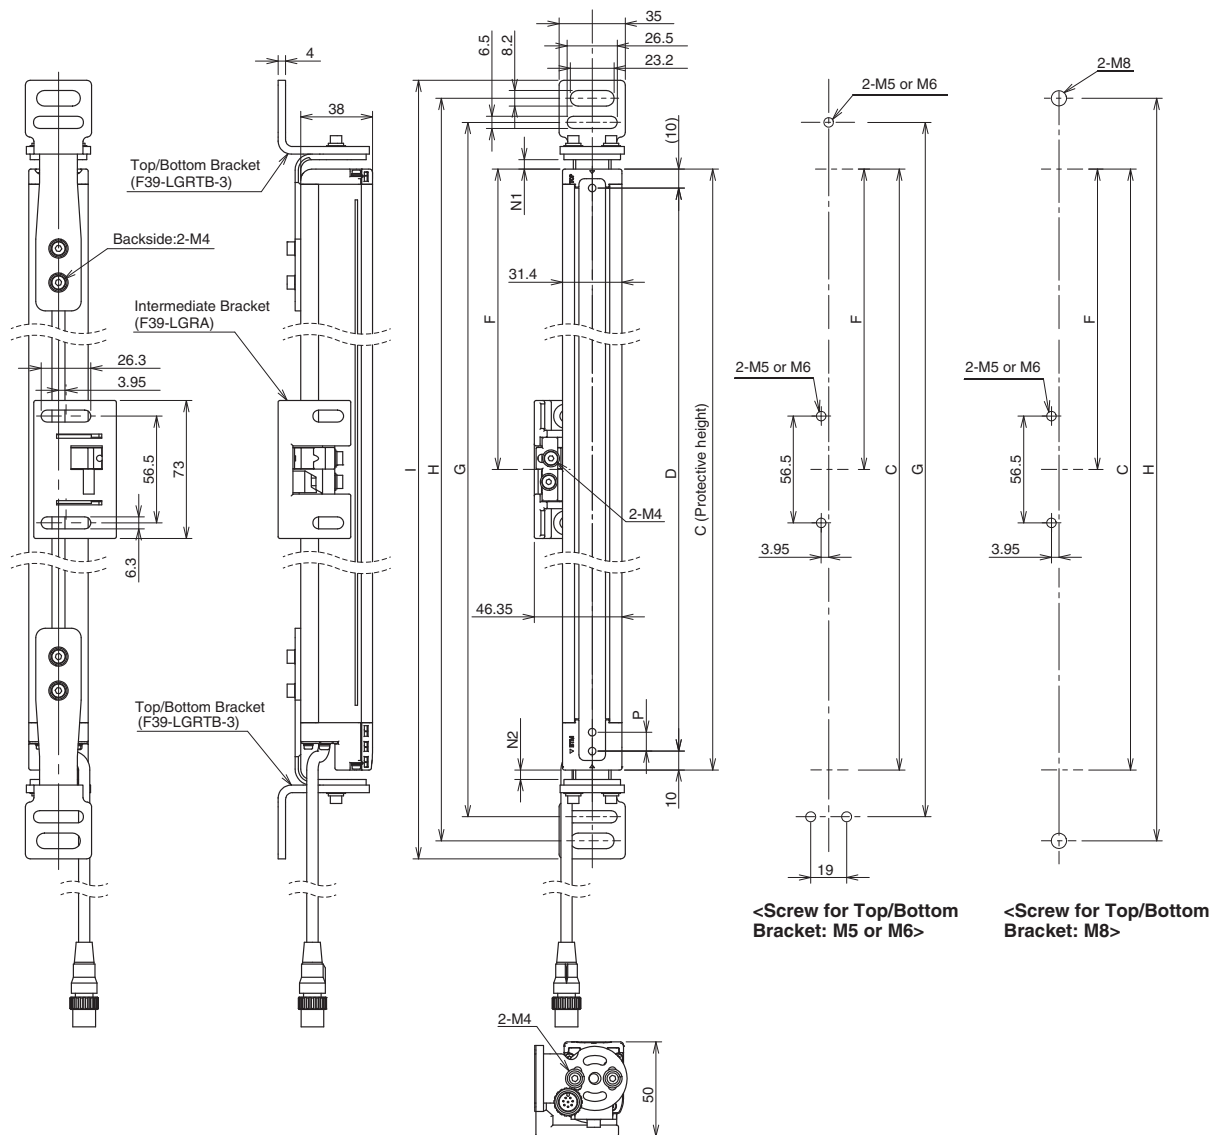 35
26.5
23.2
6.5
8.2
4
38
2-M8
2-M5 or M6
(10)
Top/Bottom Bracket
(F39-LGRTB-3)
N1
Backside:2-M4
31.4
Intermediate Bracket
(F39-LGRA)
F
F
F
26.3
3.95
2-M5 or M6
2-M5 or M6
56.5
73
I
H
G
D
C (Protective height)
56.5
C
G
56.5
C
H
2-M4
3.95
3.95
6.3
46.35
Top/Bottom Bracket
(F39-LGRTB-3)
N2
P
10
19
<Screw for Top/Bottom
Bracket: M5 or M6>
<Screw for Top/Bottom
Bracket: M8>
2-M4
50